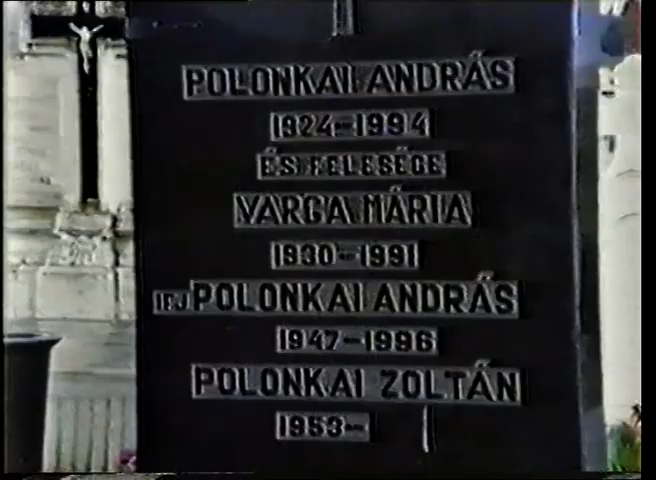 POLONKAI ANDRÁS
1924-1994
ÉS FELESÉGE
VARGA MÁRIA
1930-1991
IFJ POLONKAI ANDRÁS
1947-1996
POLONKAI ZOLTÁN
1953-